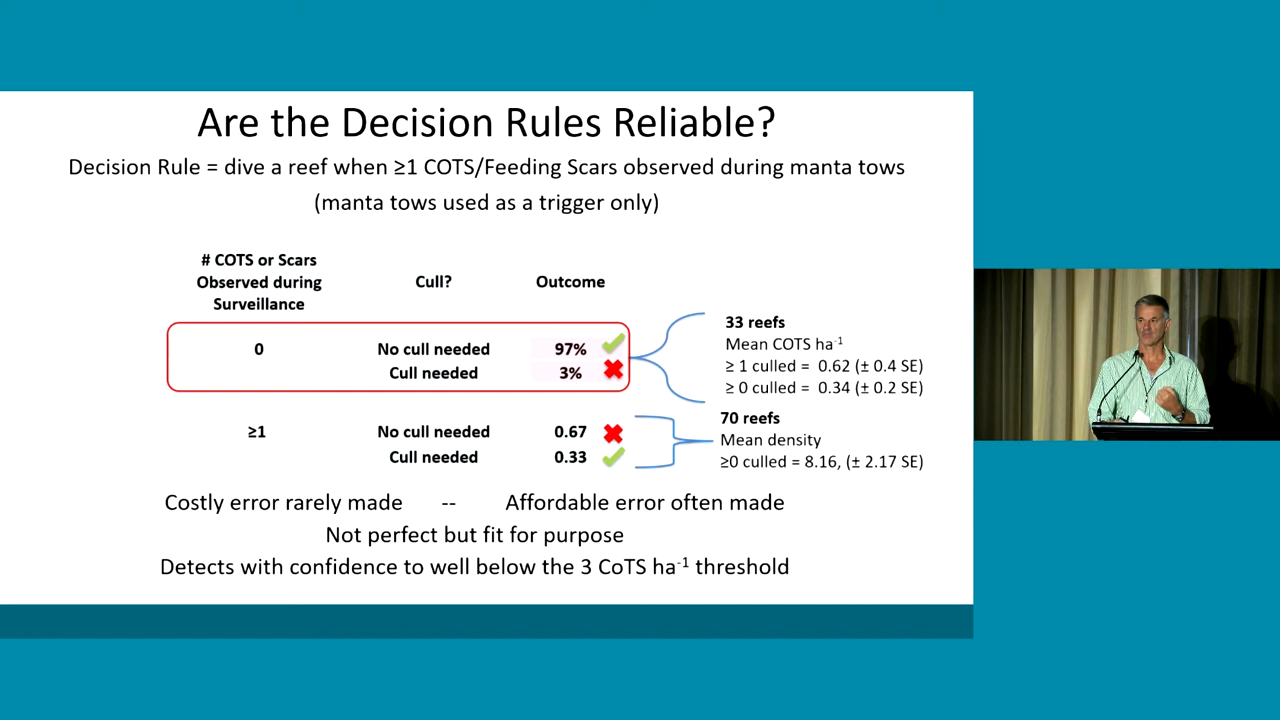 Are the Decision Rules Reliable?
Decision Rule = dive a reef when ≥1 COTS/Feeding Scars observed during manta tows
(manta tows used as a trigger only)
# COTS or Scars
Observed during
Surveillance
Cull?
Outcome
0
No cull needed
97%
Cull needed
3%
33 reefs
Mean COTS ha-1
≥ 1 culled = 0.62 (± 0.4 SE)
≥ 0 culled = 0.34 (± 0.2 SE)
≥1
No cull needed
0.67
Cull needed
0.33
70 reefs
Mean density
≥0 culled = 8.16, (± 2.17 SE)
Costly error rarely made -- Affordable error often made
Not perfect but fit for purpose
Detects with confidence to well below the 3 CoTS ha-1 threshold